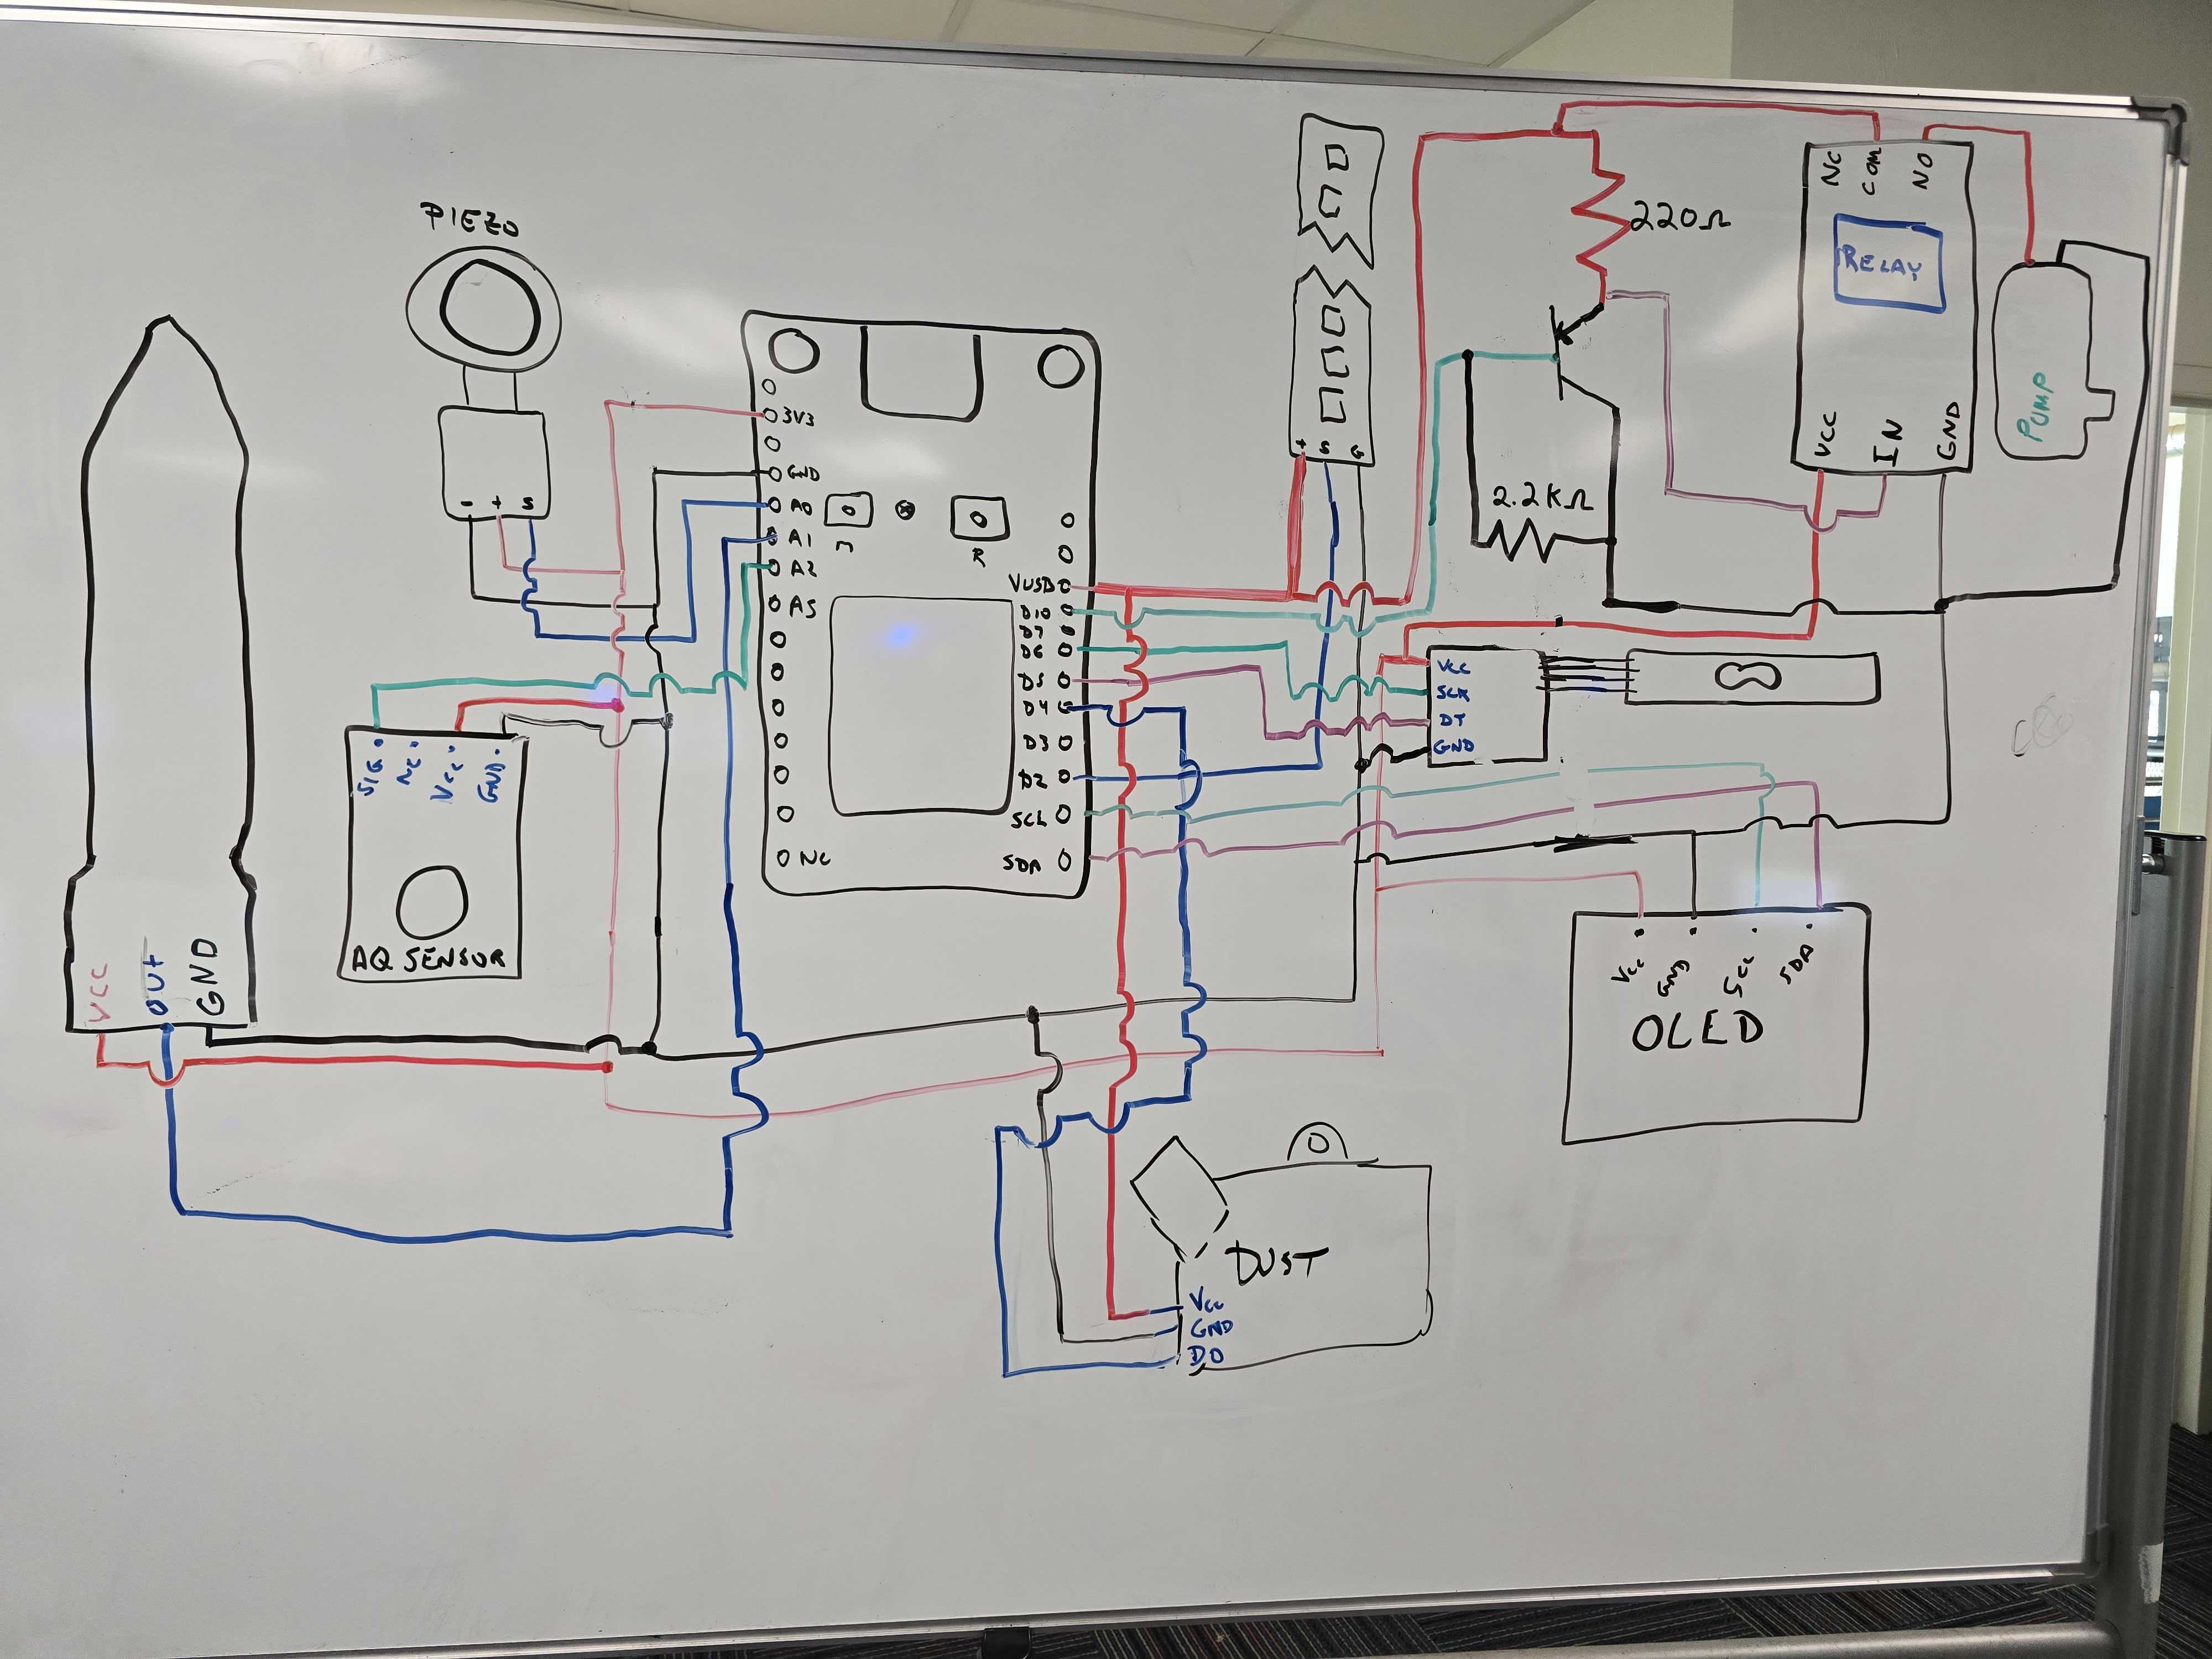 PIEZO
- + S
3V3
GND
A0
A1
A2
A5
NC
R
VUSB
D10
D7
D6
D5
D4
D3
D2
SCL
SDA
+ S G
220Ω
2.2KΩ
NC
COM
NO
RELAY
VCC
IN
GND
PUMP
VCC
SCK
DT
GND
SIG
NC
VCC
GND
AQ SENSOR
VCC
OUT
GND
VCC
GND
SDA
OLED
DUST
VCC
GND
DO